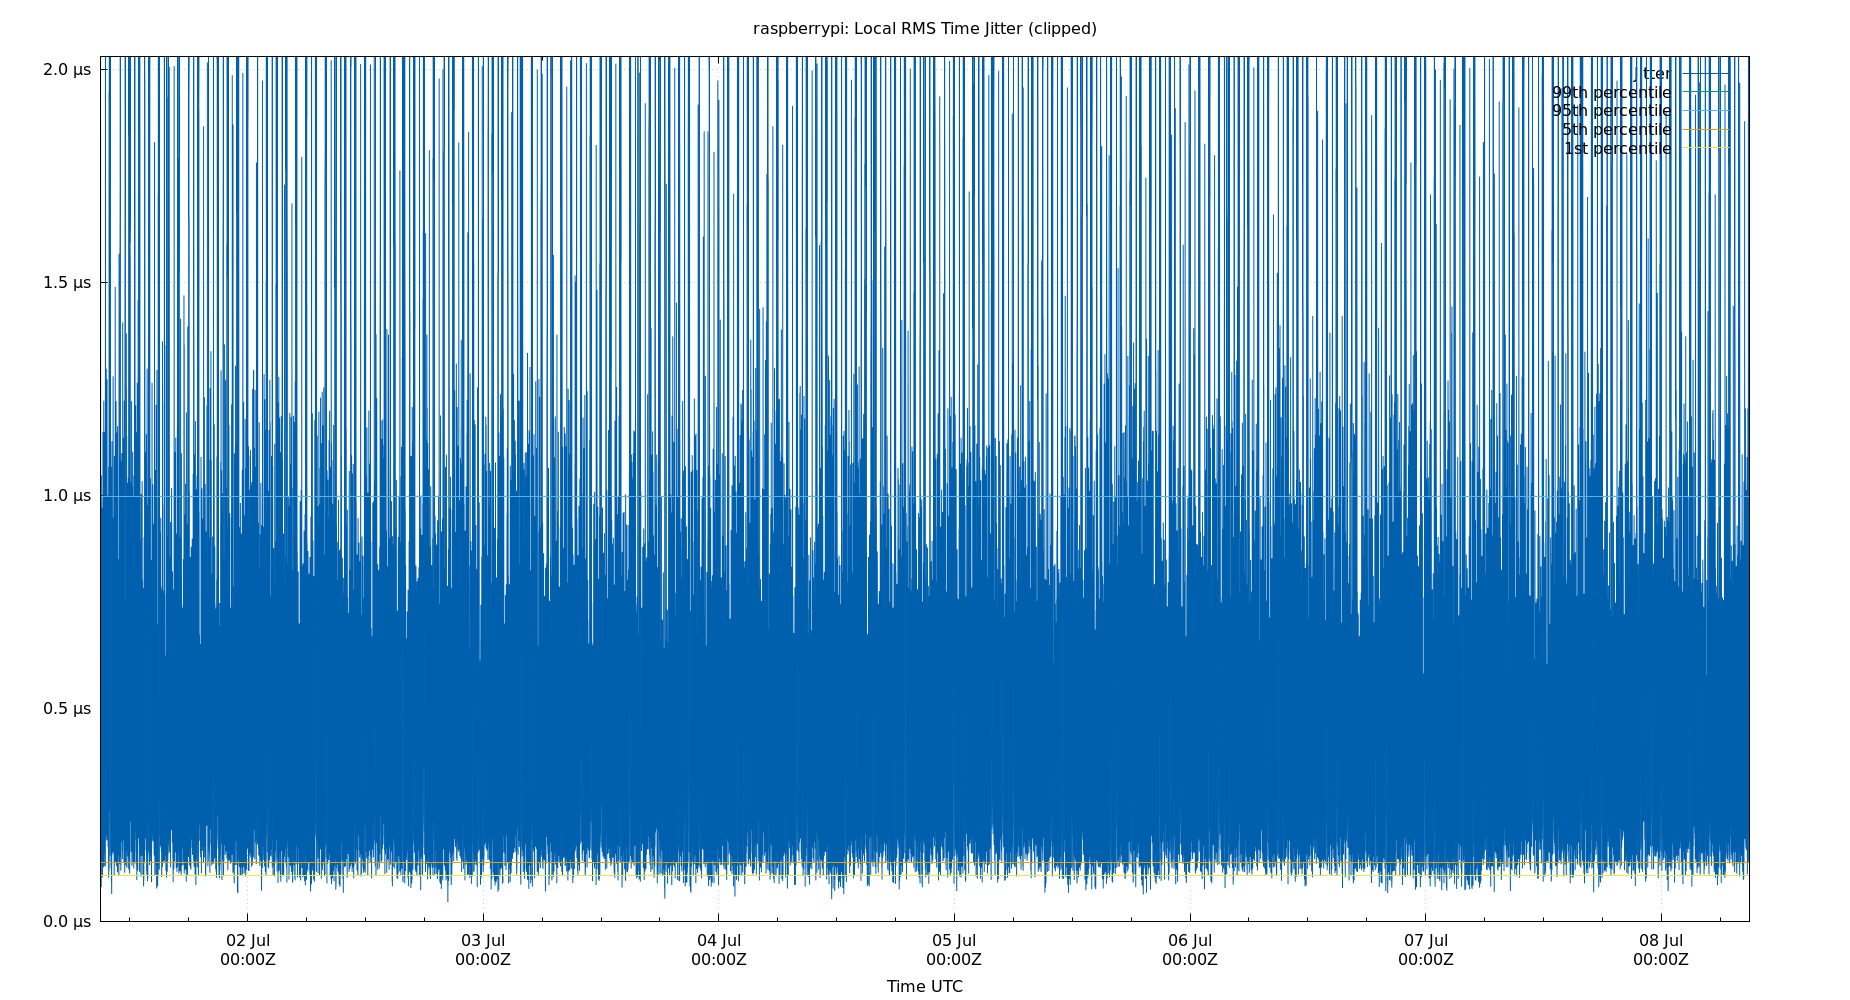 raspberrypi: Local RMS Time Jitter (clipped)
2.0 µs
1.5 µs
1.0 µs
0.5 µs
0.0 µs
jitter
99th percentile
95th percentile
5th percentile
1st percentile
02 Jul
00:00Z
03 Jul
00:00Z
04 Jul
00:00Z
05 Jul
00:00Z
06 Jul
00:00Z
07 Jul
00:00Z
08 Jul
00:00Z
Time UTC